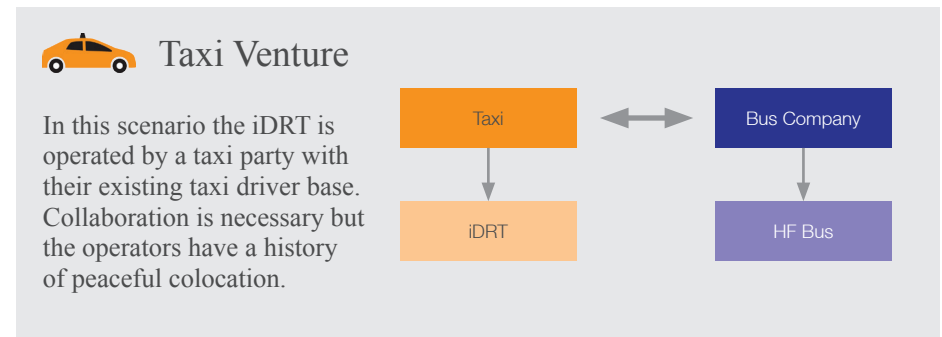 Taxi Venture
In this scenario the iDRT is
operated by a taxi party with
their existing taxi driver base.
Collaboration is necessary but
the operators have a history
of peaceful colocation.
Taxi
Bus Company
iDRT
HF Bus